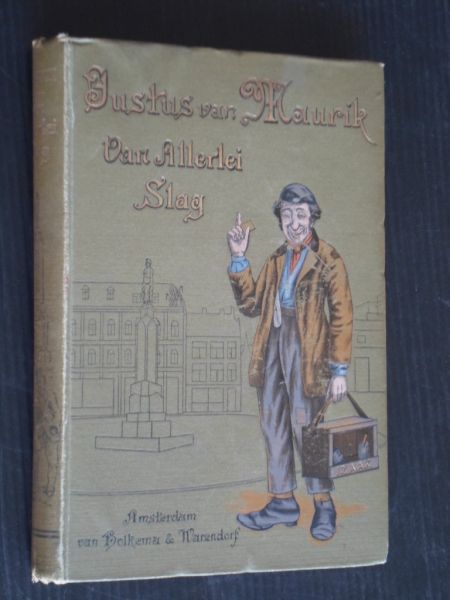 Justus van Maurik
Van Allerlei
Slag
Amsterdam
van Holkema & Warendorf